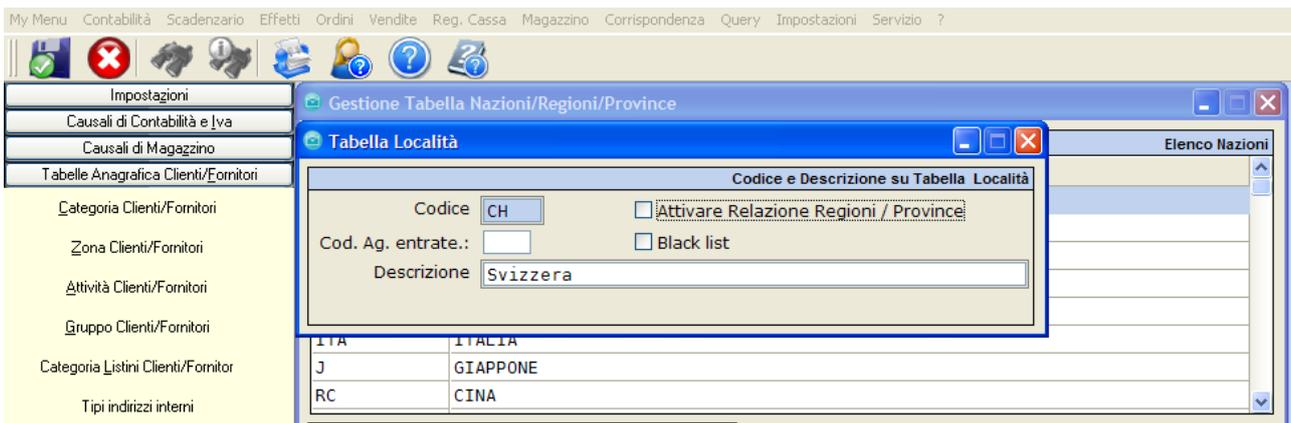 My Menu Contabilità Scadenzario Effetti Ordini Vendite Reg. Cassa Magazzino Corrispondenza Query Impostazioni Servizio ?
Impostazioni
Causali di Contabilità e Iva
Causali di Magazzino
Tabelle Anagrafica Clienti/Fornitori
Categoria Clienti/Fornitori
Zona Clienti/Fornitori
Attività Clienti/Fornitori
Gruppo Clienti/Fornitori
Categoria Listini Clienti/Fornitor
Tipi indirizzi interni
Gestione Tabella Nazioni/Regioni/Province
Elenco Nazioni
Tabella Località
Codice e Descrizione su Tabella Località
Codice CH Attivare Relazione Regioni / Province
Cod. Ag. entrate.: Black list
Descrizione Svizzera
ITA ITALIA
J GIAPPONE
RC CINA